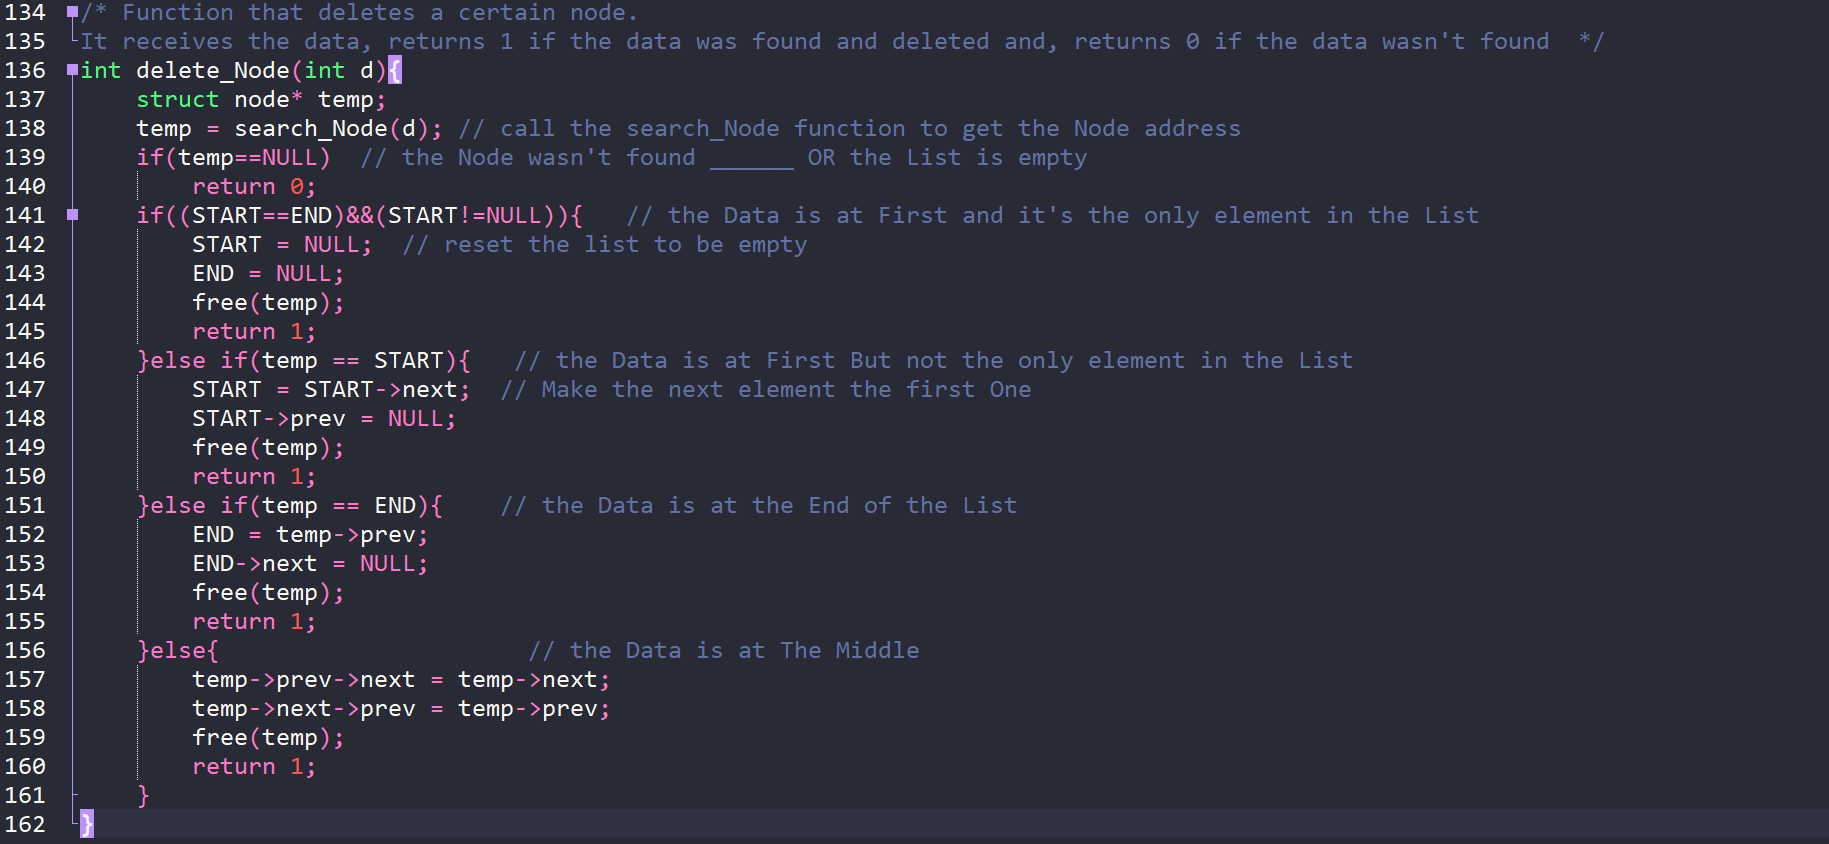 134 /* Function that deletes a certain node.
135 It receives the data, returns 1 if the data was found and deleted and, returns 0 if the data wasn't found  */
136 int delete_Node(int d){
137     struct node* temp;
138     temp = search_Node(d); // call the search_Node function to get the Node address
139     if(temp==NULL)  // the Node wasn't found ______ OR the List is empty
140         return 0;
141     if((START==END)&&(START!=NULL)){   // the Data is at First and it's the only element in the List
142         START = NULL;  // reset the list to be empty
143         END = NULL;
144         free(temp);
145         return 1;
146     }else if(temp == START){   // the Data is at First But not the only element in the List
147         START = START->next;  // Make the next element the first One
148         START->prev = NULL;
149         free(temp);
150         return 1;
151     }else if(temp == END){    // the Data is at the End of the List
152         END = temp->prev;
153         END->next = NULL;
154         free(temp);
155         return 1;
156     }else{                      // the Data is at The Middle
157         temp->prev->next = temp->next;
158         temp->next->prev = temp->prev;
159         free(temp);
160         return 1;
161     }
162 }